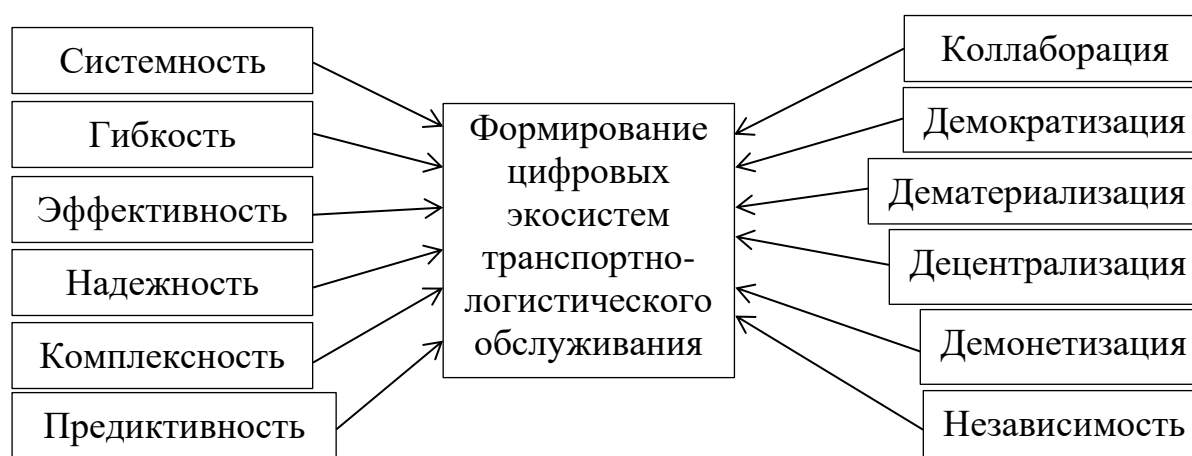 Системность
Гибкость
Эффективность
Надежность
Комплексность
Предиктивность
Формирование
цифровых
экосистем
транспортно-
логистического
обслуживания
Коллаборация
Демократизация
Дематериализация
Децентрализация
Демонетизация
Независимость